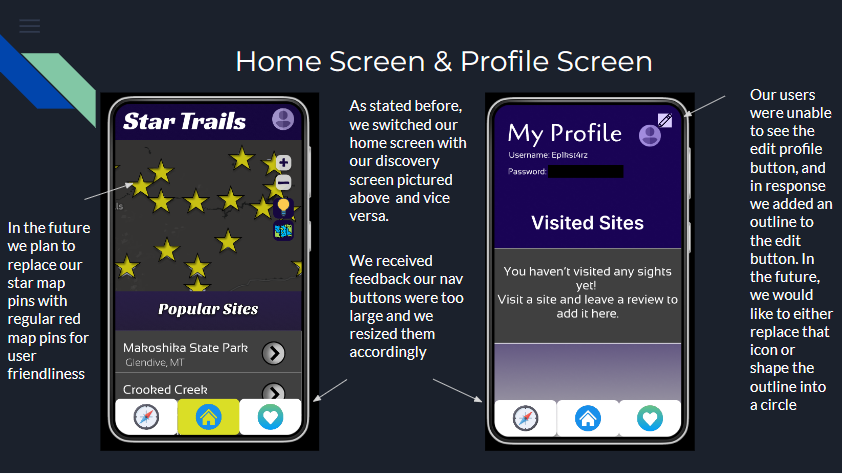 Home Screen & Profile Screen
In the future
we plan to
replace our
star map
pins with
regular red
map pins for
user
friendliness
Star Trails
ls
Popular Sites
Makoshika State Park
Glendive, MT
Crooked Creek
As stated before,
we switched our
home screen with
our discovery
screen pictured
above and vice
versa.
We received
feedback our nav
buttons were too
large and we
resized them
accordingly
My Profile
Username: Epllhst4rz
Password:
Visited Sites
You haven't visited any sights
yet!
Visit a site and leave a review to
add it here.
Our users
were unable
to see the
edit profile
button, and
in response
we added an
outline to
the edit
button. In
the future,
we would
like to either
replace that
icon or
shape the
outline into
a circle